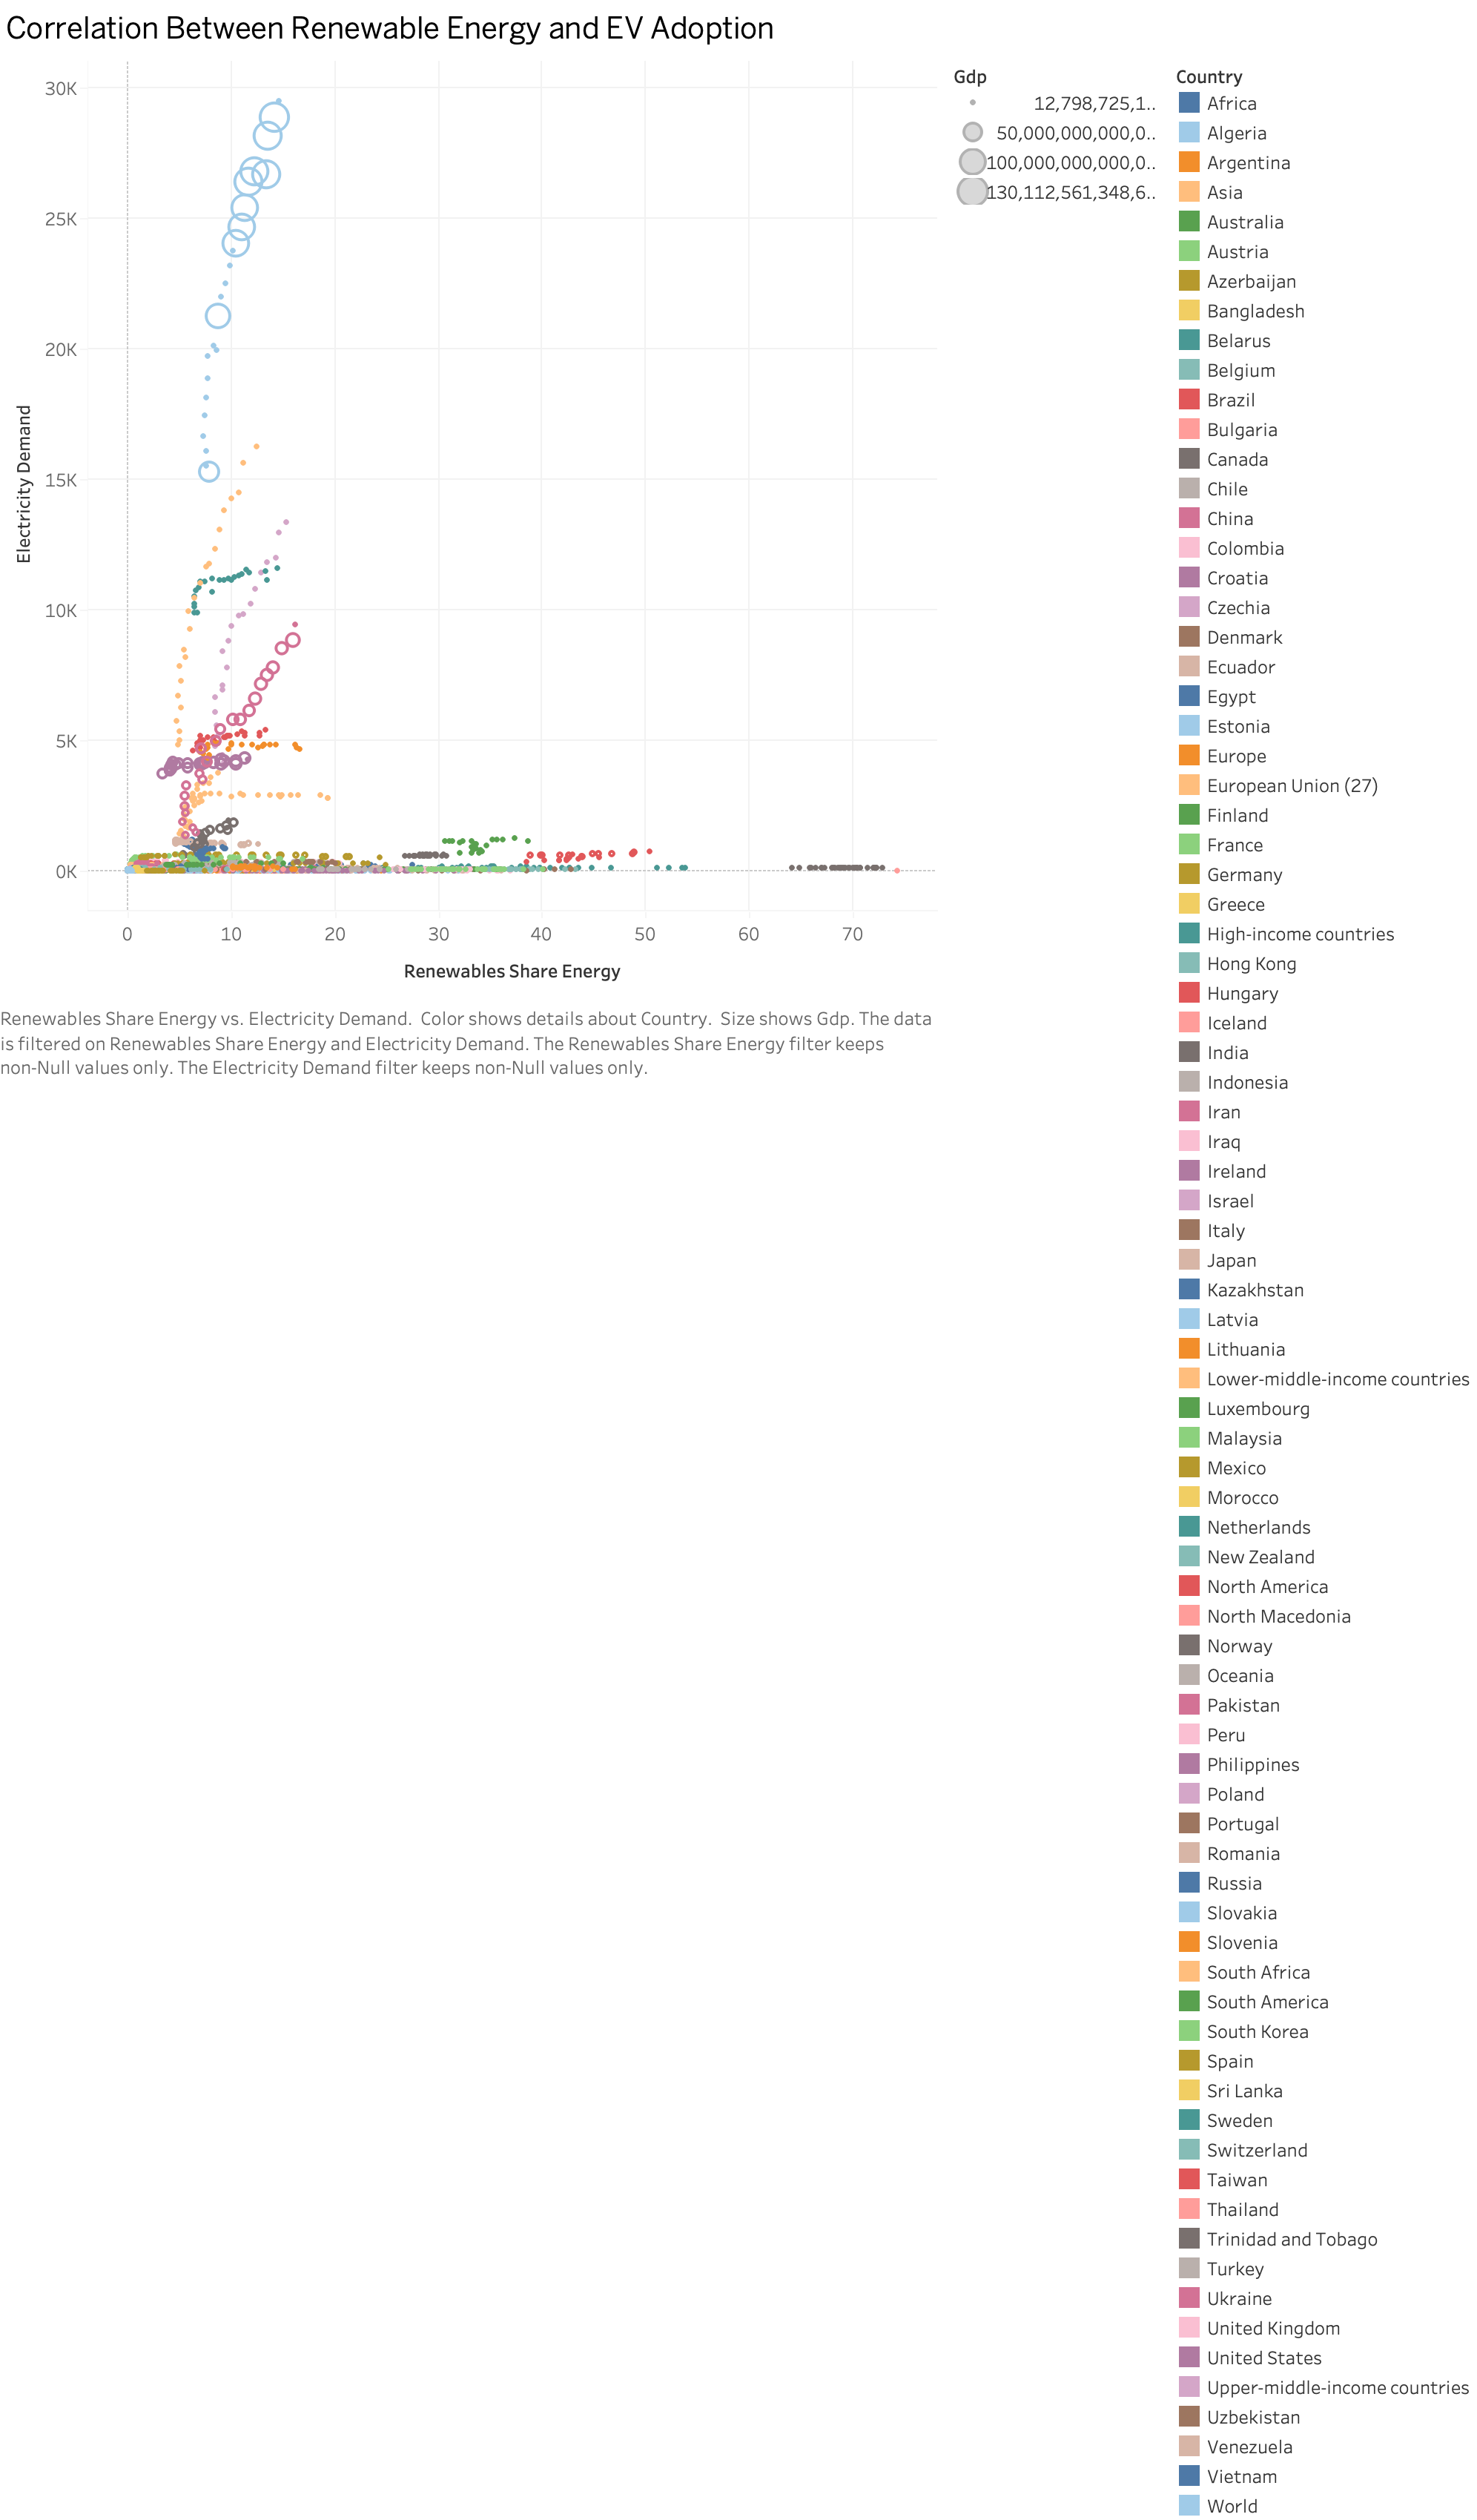 Correlation Between Renewable Energy and EV Adoption
30K
25K
20K
15K
10K
5K
0K
Electricity Demand
0 10 20 30 40 50 60 70
Renewables Share Energy
Renewables Share Energy vs. Electricity Demand. Color shows details about Country. Size shows Gdp. The data
is filtered on Renewables Share Energy and Electricity Demand. The Renewables Share Energy filter keeps
non-Null values only. The Electricity Demand filter keeps non-Null values only.
Gdp
12,798,725,1..
50,000,000,000,0..
100,000,000,000,0..
130,112,561,348,6..
Country
Africa
Algeria
Argentina
Asia
Australia
Austria
Azerbaijan
Bangladesh
Belarus
Belgium
Brazil
Bulgaria
Canada
Chile
China
Colombia
Croatia
Czechia
Denmark
Ecuador
Egypt
Estonia
Europe
European Union (27)
Finland
France
Germany
Greece
High-income countries
Hong Kong
Hungary
Iceland
India
Indonesia
Iran
Iraq
Ireland
Israel
Italy
Japan
Kazakhstan
Latvia
Lithuania
Lower-middle-income countries
Luxembourg
Malaysia
Mexico
Morocco
Netherlands
New Zealand
North America
North Macedonia
Norway
Oceania
Pakistan
Peru
Philippines
Poland
Portugal
Romania
Russia
Slovakia
Slovenia
South Africa
South America
South Korea
Spain
Sri Lanka
Sweden
Switzerland
Taiwan
Thailand
Trinidad and Tobago
Turkey
Ukraine
United Kingdom
United States
Upper-middle-income countries
Uzbekistan
Venezuela
Vietnam
World